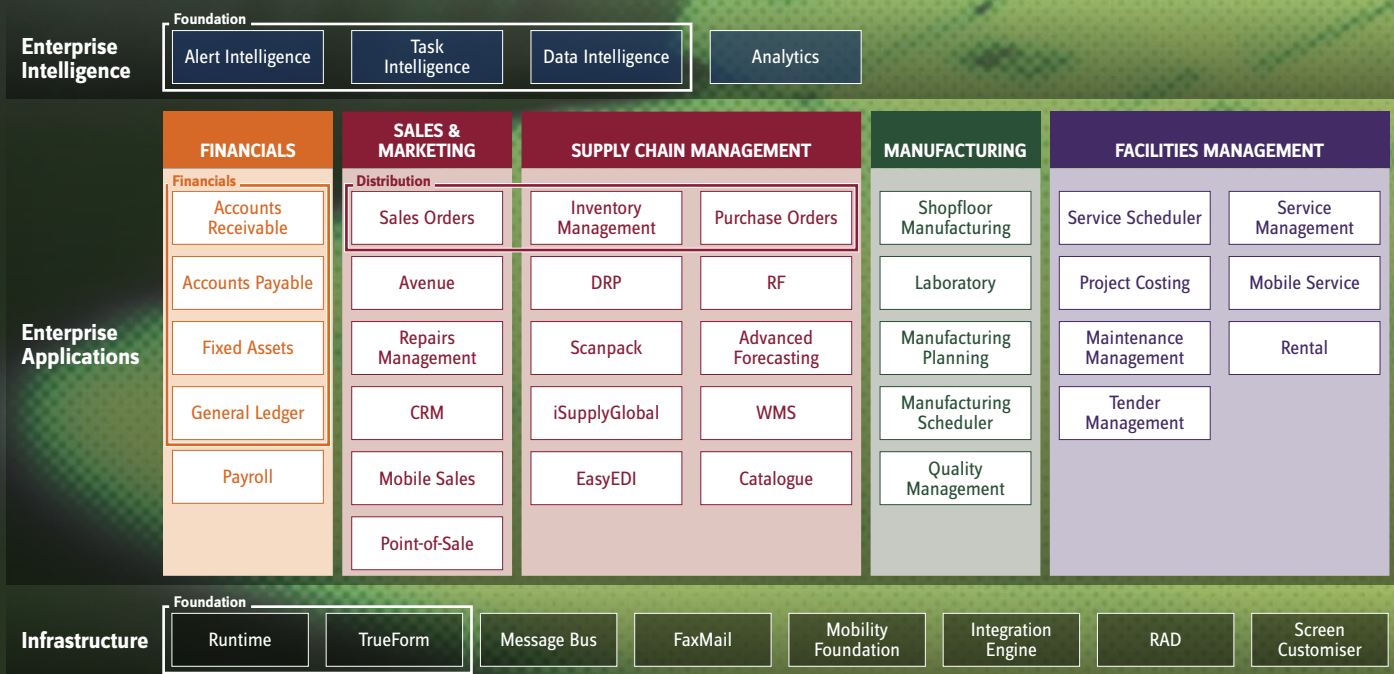 Foundation
Enterprise
Intelligence
Alert Intelligence
Task
Intelligence
Data Intelligence
Analytics
FINANCIALS
SALES &
MARKETING
SUPPLY CHAIN MANAGEMENT
MANUFACTURING
FACILITIES MANAGEMENT
Enterprise
Applications
Financials
Accounts
Receivable
Accounts Payable
Fixed Assets
General Ledger
Payroll
Distribution
Sales Orders
Avenue
Repairs
Management
CRM
Mobile Sales
Point-of-Sale
Inventory
Management
Purchase Orders
DRP
RF
Scanpack
Advanced
Forecasting
iSupplyGlobal
WMS
EasyEDI
Catalogue
Shopfloor
Manufacturing
Laboratory
Manufacturing
Planning
Manufacturing
Scheduler
Quality
Management
Service Scheduler
Service
Management
Project Costing
Mobile Service
Maintenance
Management
Rental
Tender
Management
Foundation
Infrastructure
Runtime
TrueForm
Message Bus
FaxMail
Mobility
Foundation
Integration
Engine
RAD
Screen
Customiser